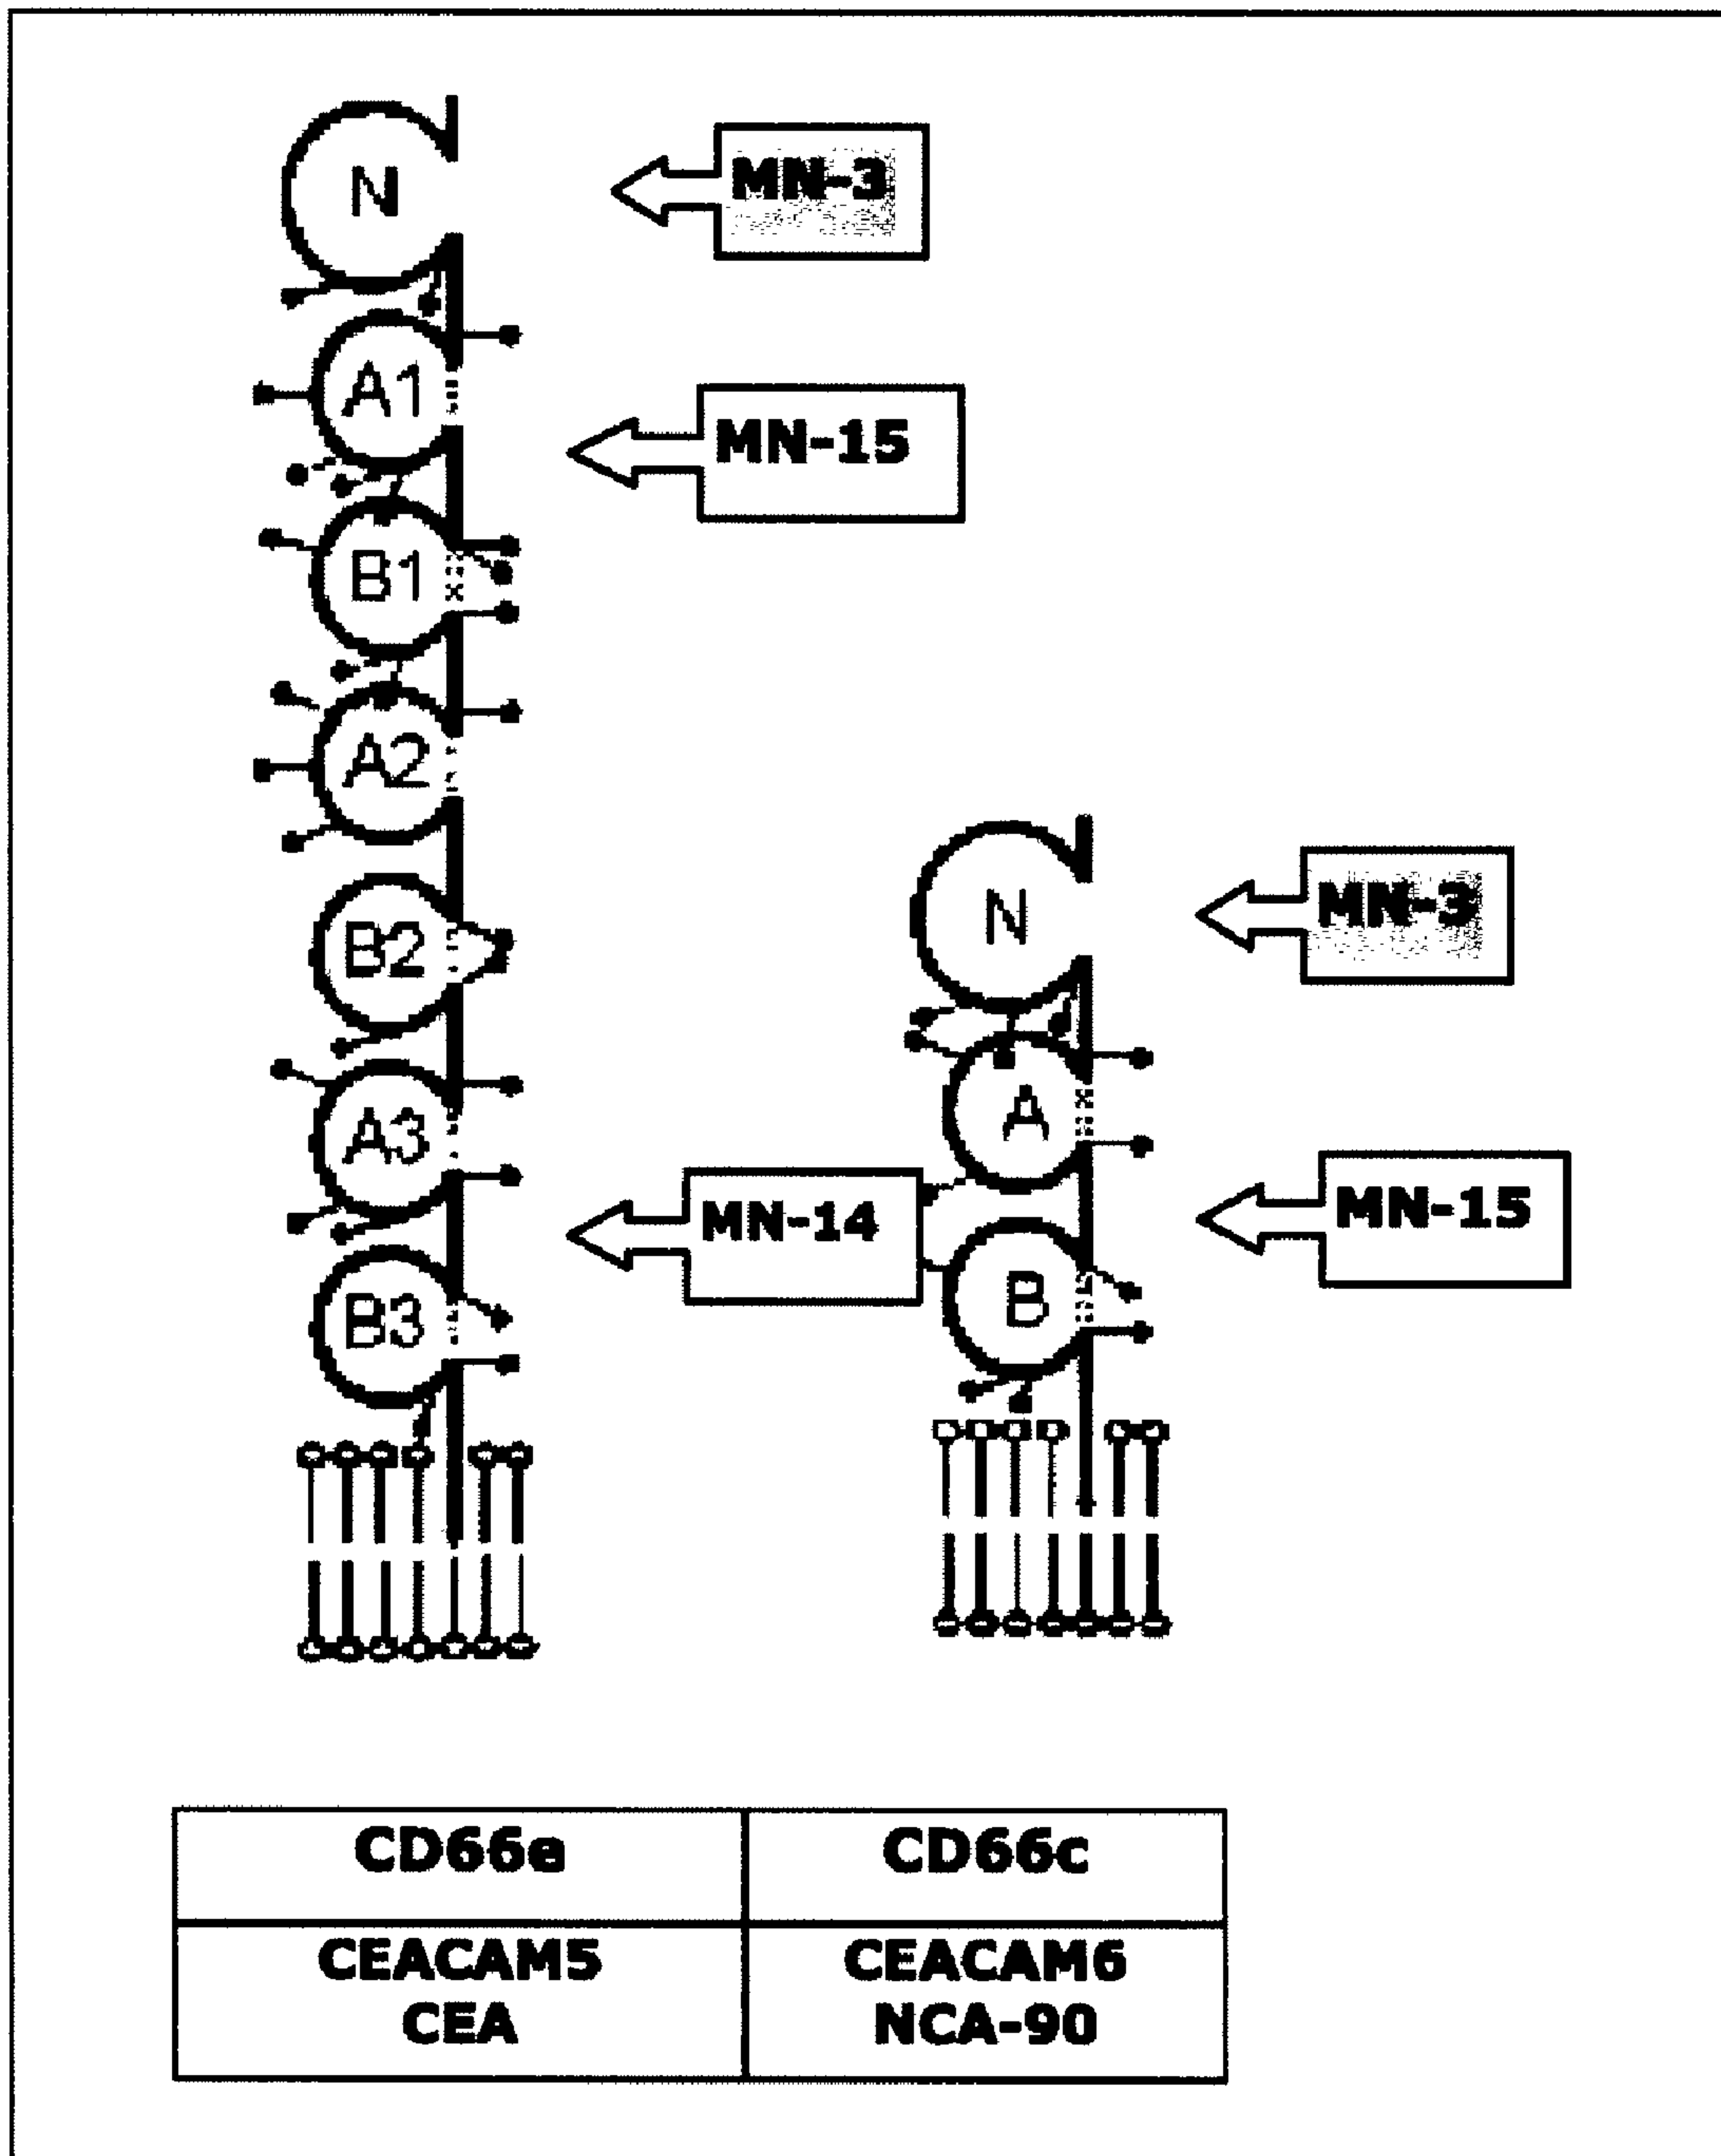 N
MN-3
A1
MN-15
B1
A2
B2
A3
MN-14
B3
N
MN-3
A
MN-15
B
CD66e CD66c
CEACAM5 CEACAM6
CEA NCA-90